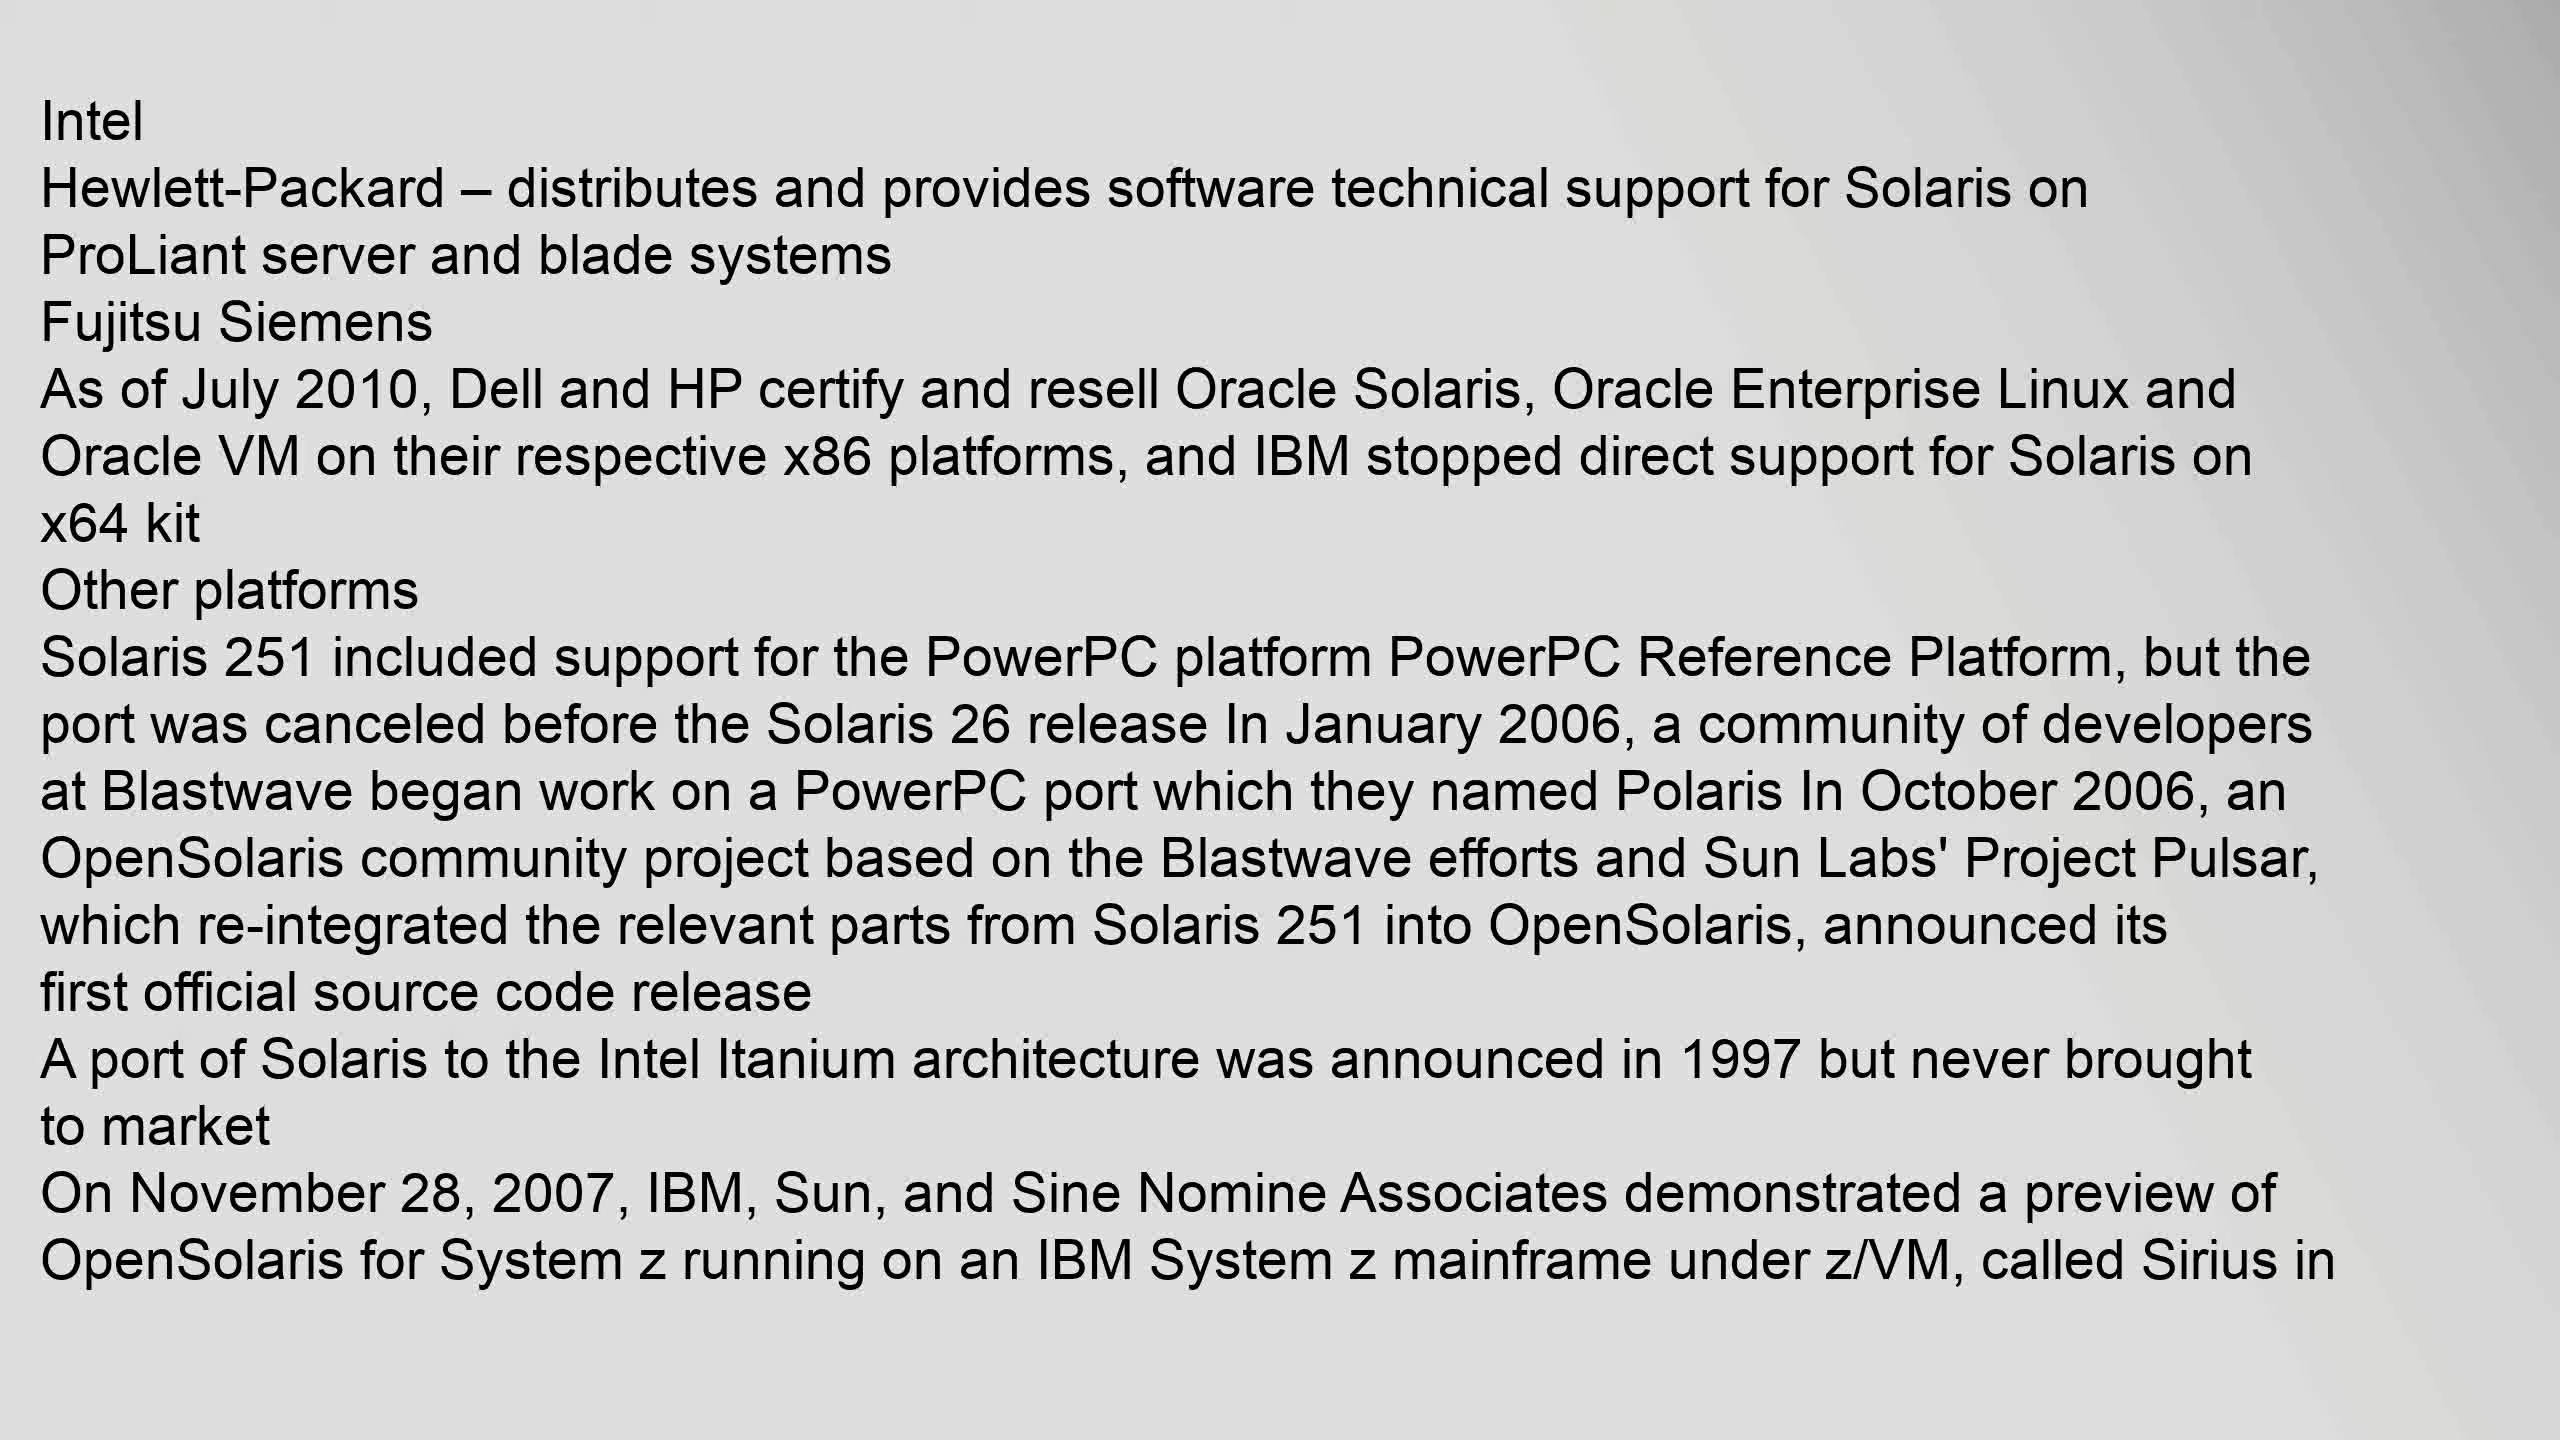 Intel
Hewlett-Packard – distributes and provides software technical support for Solaris on
ProLiant server and blade systems
Fujitsu Siemens
As of July 2010, Dell and HP certify and resell Oracle Solaris, Oracle Enterprise Linux and
Oracle VM on their respective x86 platforms, and IBM stopped direct support for Solaris on
x64 kit
Other platforms
Solaris 251 included support for the PowerPC platform PowerPC Reference Platform, but the
port was canceled before the Solaris 26 release In January 2006, a community of developers
at Blastwave began work on a PowerPC port which they named Polaris In October 2006, an
OpenSolaris community project based on the Blastwave efforts and Sun Labs' Project Pulsar,
which re-integrated the relevant parts from Solaris 251 into OpenSolaris, announced its
first official source code release
A port of Solaris to the Intel Itanium architecture was announced in 1997 but never brought
to market
On November 28, 2007, IBM, Sun, and Sine Nomine Associates demonstrated a preview of
OpenSolaris for System z running on an IBM System z mainframe under z/VM, called Sirius in